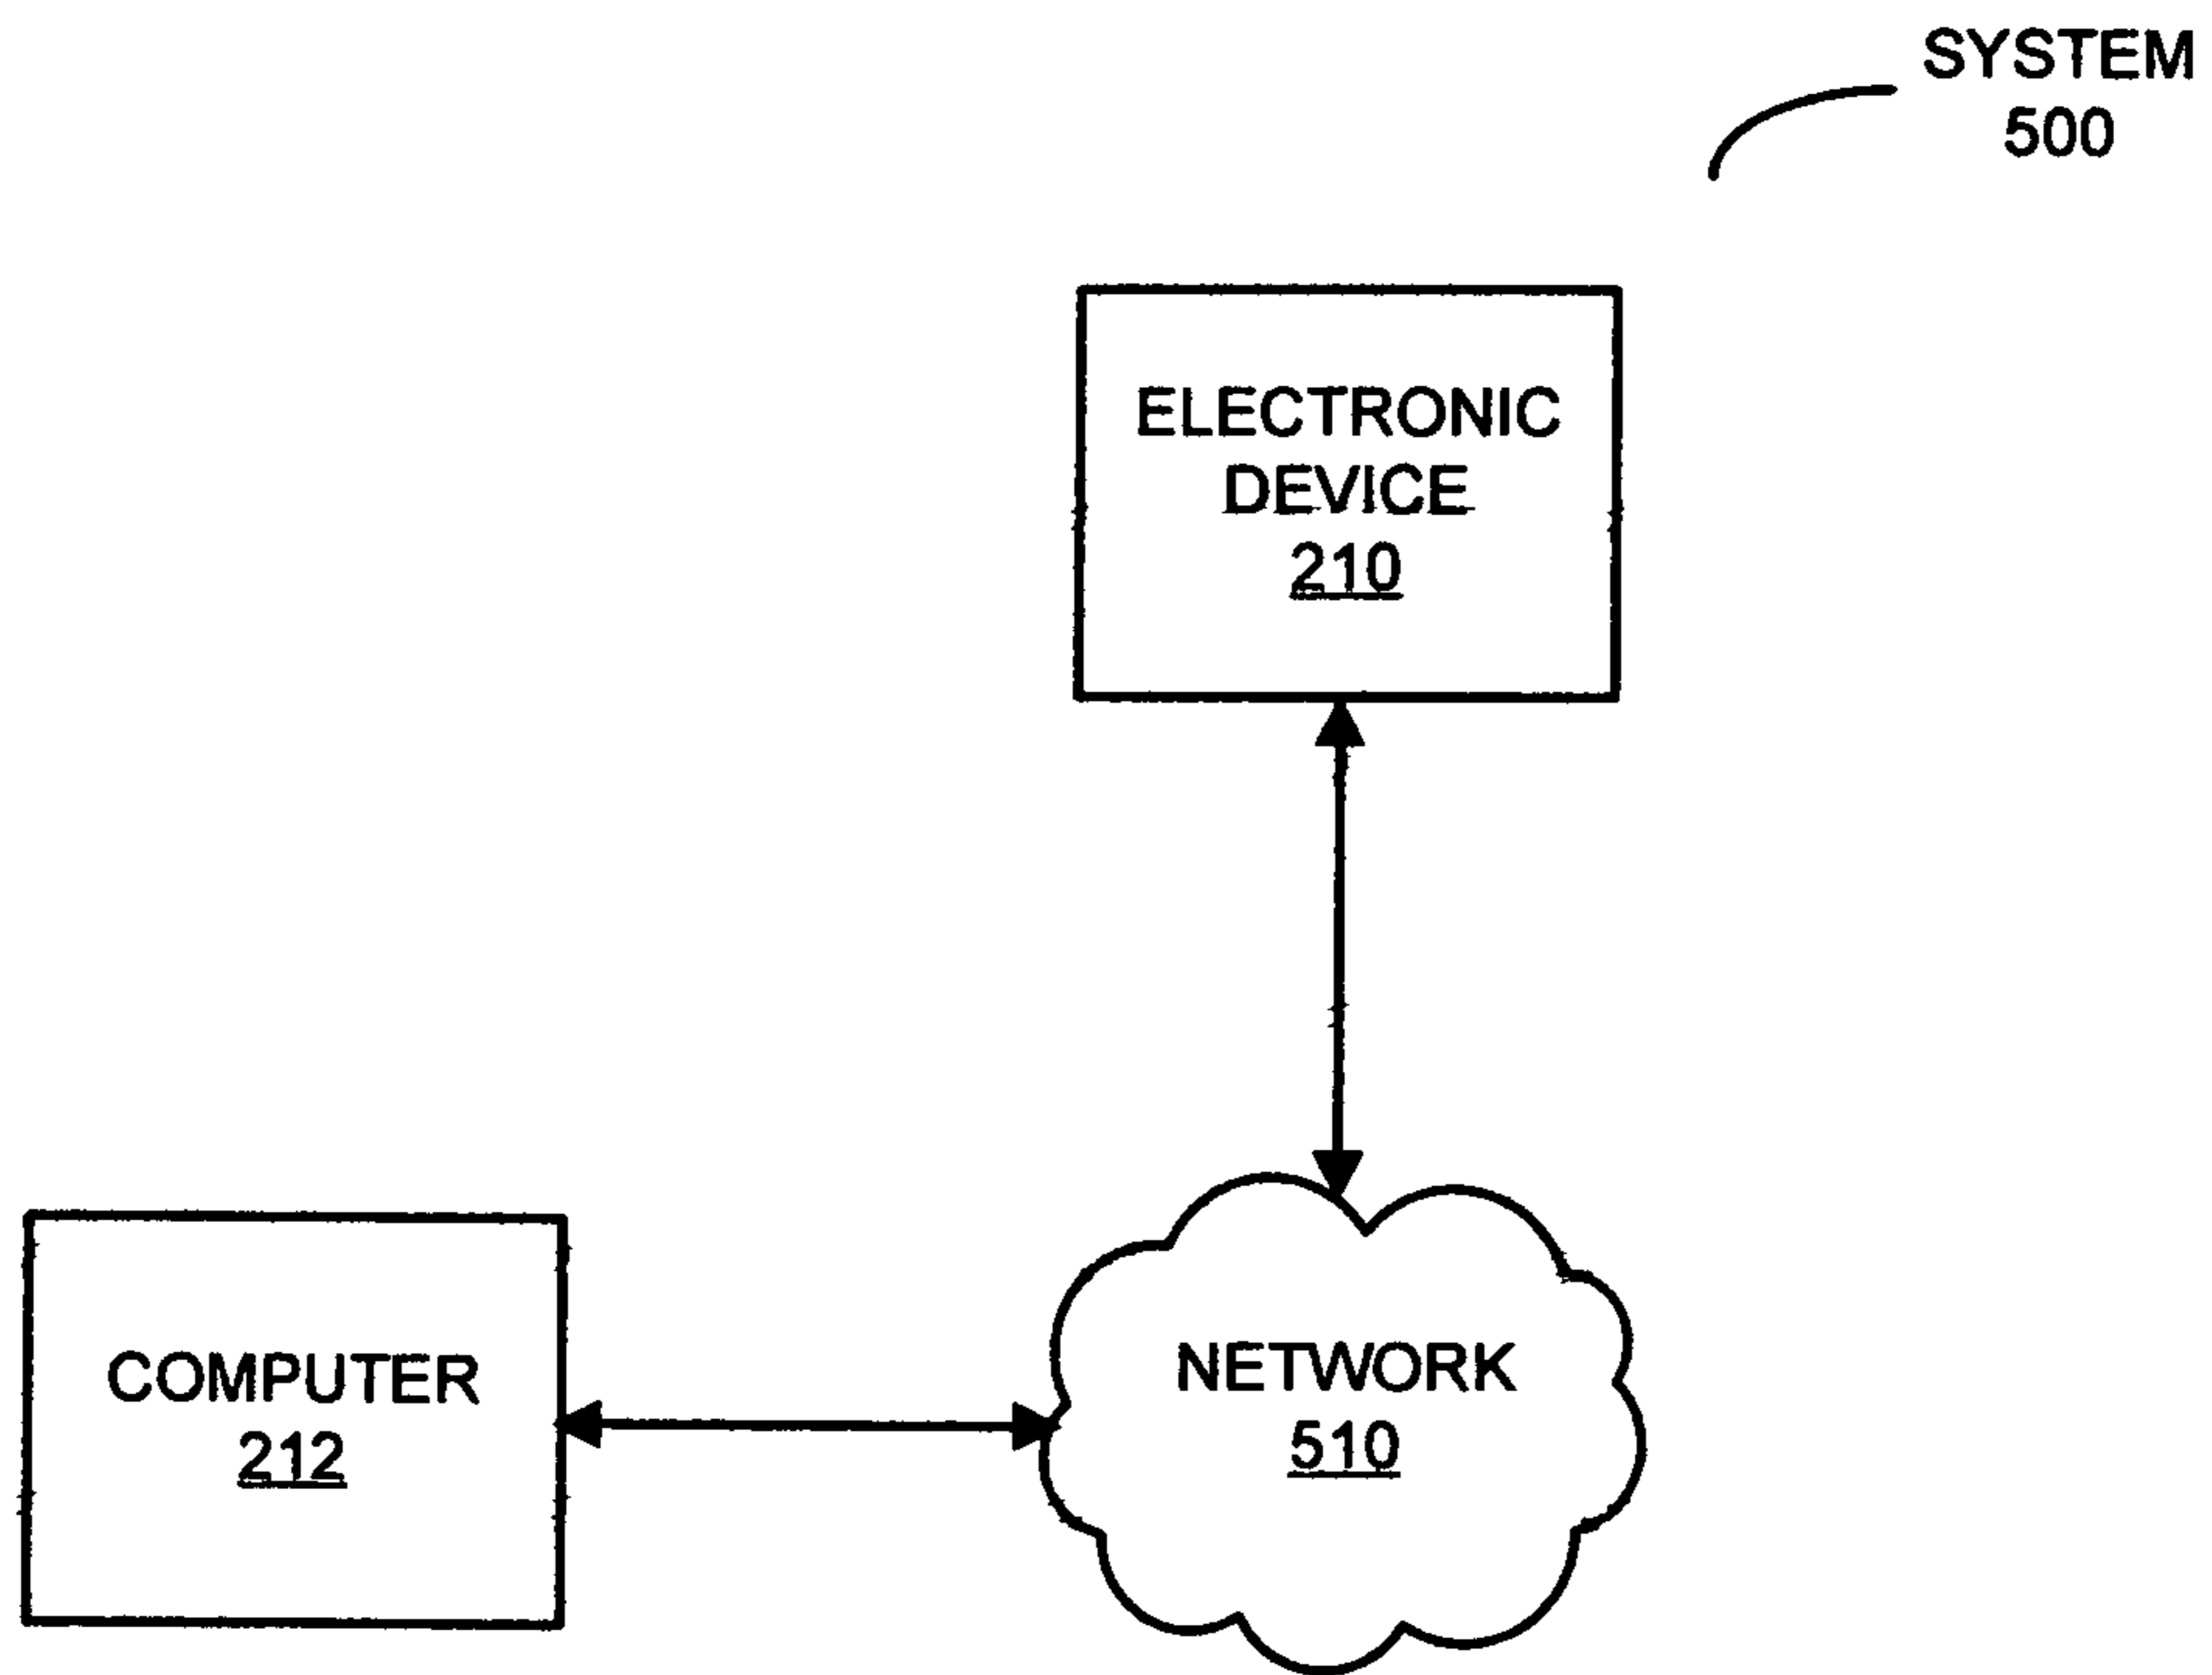 SYSTEM
500
ELECTRONIC
DEVICE
210
COMPUTER
212
NETWORK
510